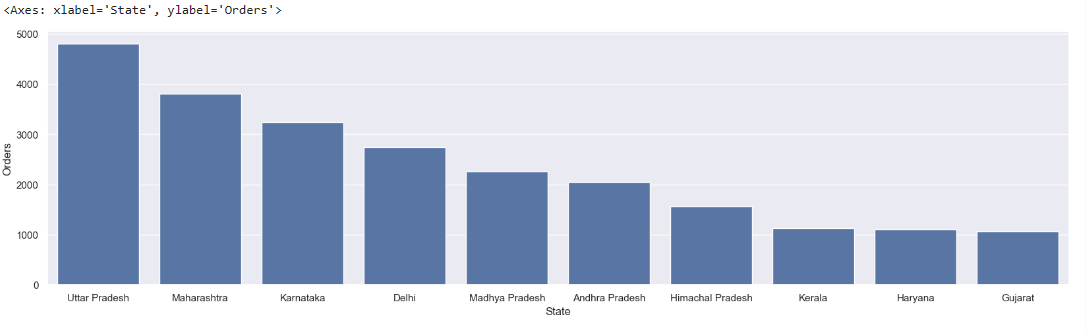 <Axes: xlabel='State', ylabel='Orders'>
5000
4000
3000
2000
1000
0
Orders
Uttar Pradesh Maharashtra Karnataka Delhi Madhya Pradesh Andhra Pradesh Himachal Pradesh Kerala Haryana Gujarat
State